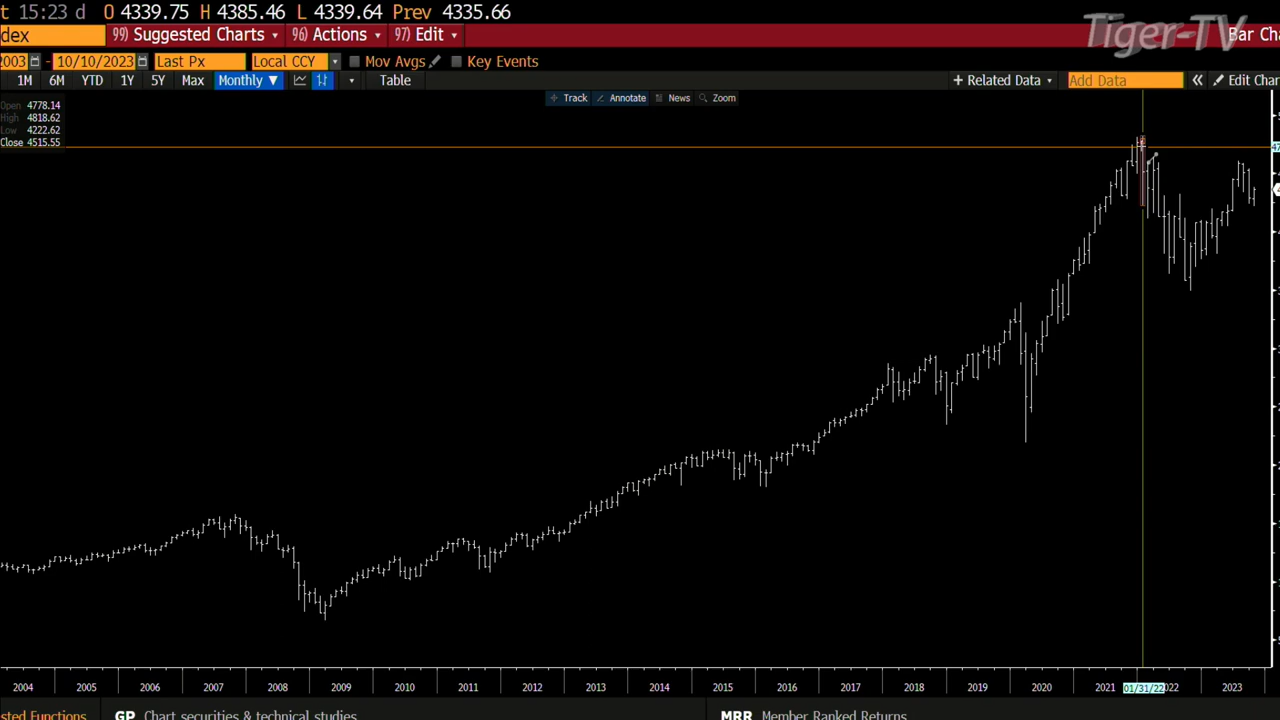 t 15:23 d O 4339.75 H 4385.46 L 4339.64 Prev 4335.66
dex 99) Suggested Charts 96) Actions 97) Edit Bar Cha
Tiger-TV
2003 - 10/10/2023 Last Px Local CCY Mov Avgs Key Events
1M 6M YTD 1Y 5Y Max Monthly ▼ Table + Related Data Add Data « Edit Char
Track Annotate News Zoom
Open 4778.14
High 4818.62
Low 4222.62
Close 4515.55
2004 2005 2006 2007 2008 2009 2010 2011 2012 2013 2014 2015 2016 2017 2018 2019 2020 2021 01/31/22 022 2023
sted Functions GP Chart securities & technical studies MRR Member Ranked Returns